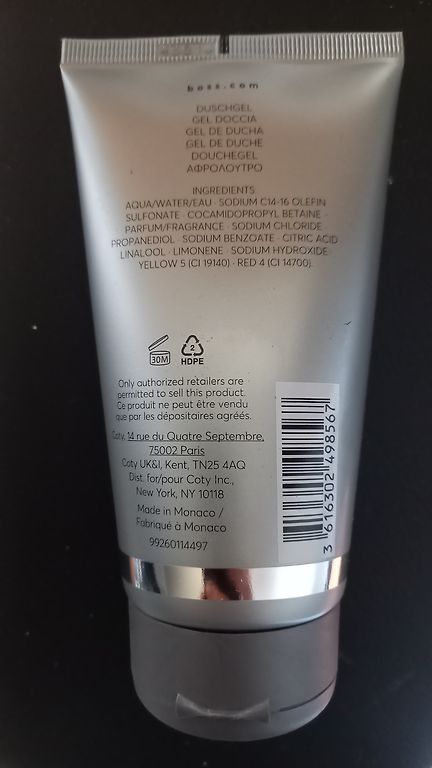 boss.com
DUSCHGEL
GEL DOCCIA
GEL DE DUCHA
GEL DE DUCHE
DOUCHEGEL
ΑΦΡΟΛΟΥΤΡΟ
INGREDIENTS:
AQUA/WATER/EAU · SODIUM C14-16 OLEFIN
SULFONATE · COCAMIDOPROPYL BETAINE ·
PARFUM/FRAGRANCE · SODIUM CHLORIDE ·
PROPANEDIOL · SODIUM BENZOATE · CITRIC ACID ·
LINALOOL · LIMONENE · SODIUM HYDROXIDE ·
YELLOW 5 (CI 19140) · RED 4 (CI 14700).
30M
2
HDPE
Only authorized retailers are
permitted to sell this product.
Ce produit ne peut être vendu
que par les dépositaires agréés.
Coty, 14 rue du Quatre Septembre,
75002 Paris
Coty UK&I, Kent, TN25 4AQ
Dist. for/pour Coty Inc.,
New York, NY 10118
Made in Monaco /
Fabriqué à Monaco
99260114497
3 616302 498567